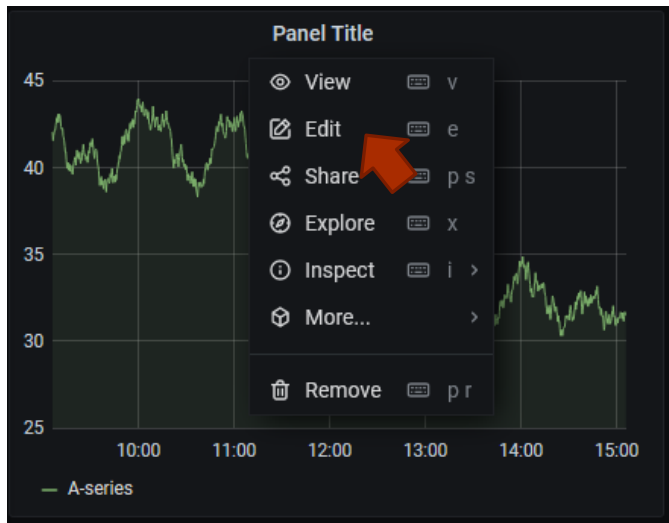 Panel Title
45
40
35
30
25
View v
Edit e
Share p s
Explore x
Inspect i >
More... >
Remove p r
10:00 11:00 12:00 13:00 14:00 15:00
A-series